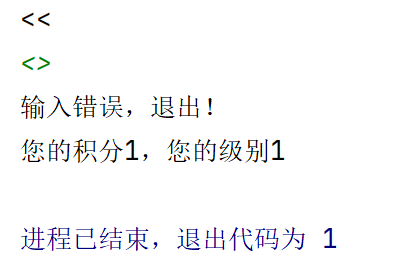 <<
<>
输入错误，退出！
您的积分1，您的级别1
进程已结束，退出代码为 1